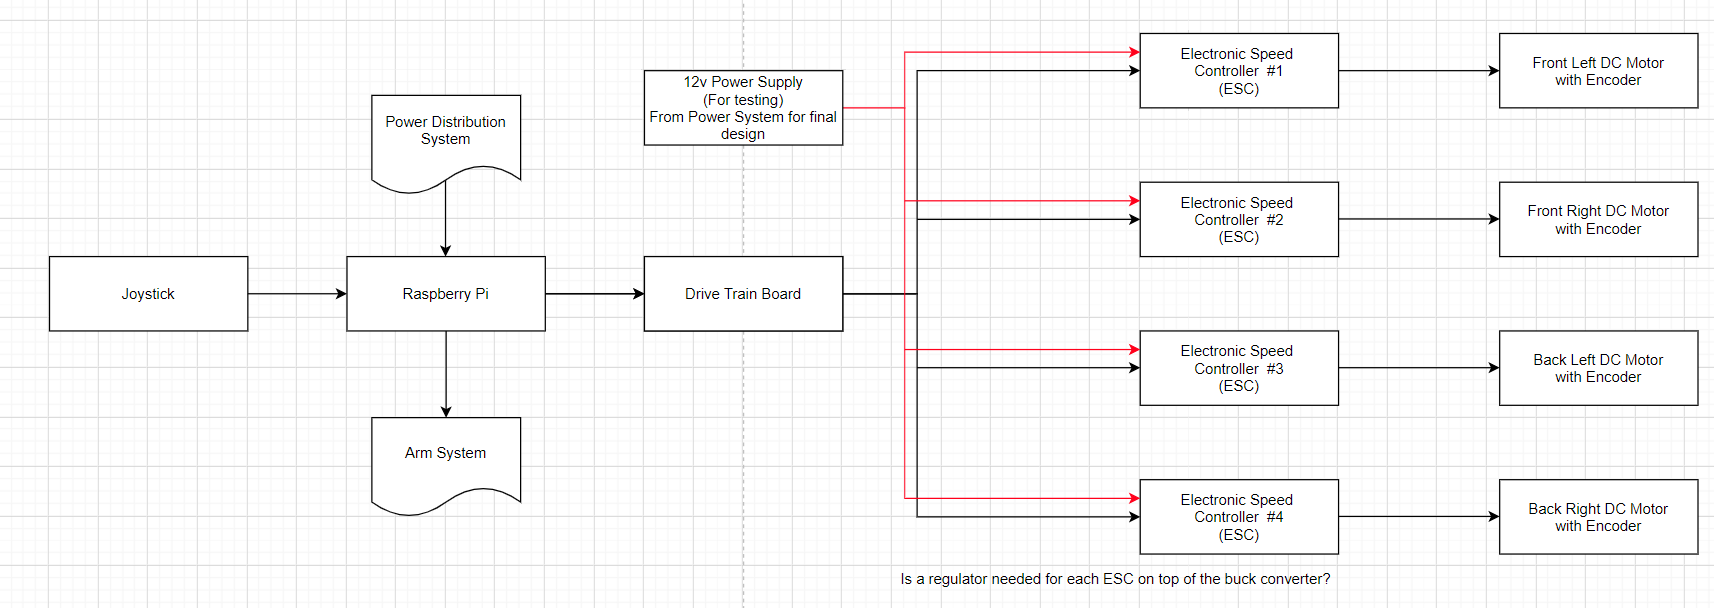 Power Distribution
System
12v Power Supply
(For testing)
From Power System for final
design
Electronic Speed
Controller  #1
(ESC)
Front Left DC Motor
with Encoder
Electronic Speed
Controller  #2
(ESC)
Front Right DC Motor
with Encoder
Joystick
Raspberry Pi
Drive Train Board
Electronic Speed
Controller  #3
(ESC)
Back Left DC Motor
with Encoder
Arm System
Electronic Speed
Controller  #4
(ESC)
Back Right DC Motor
with Encoder
Is a regulator needed for each ESC on top of the buck converter?